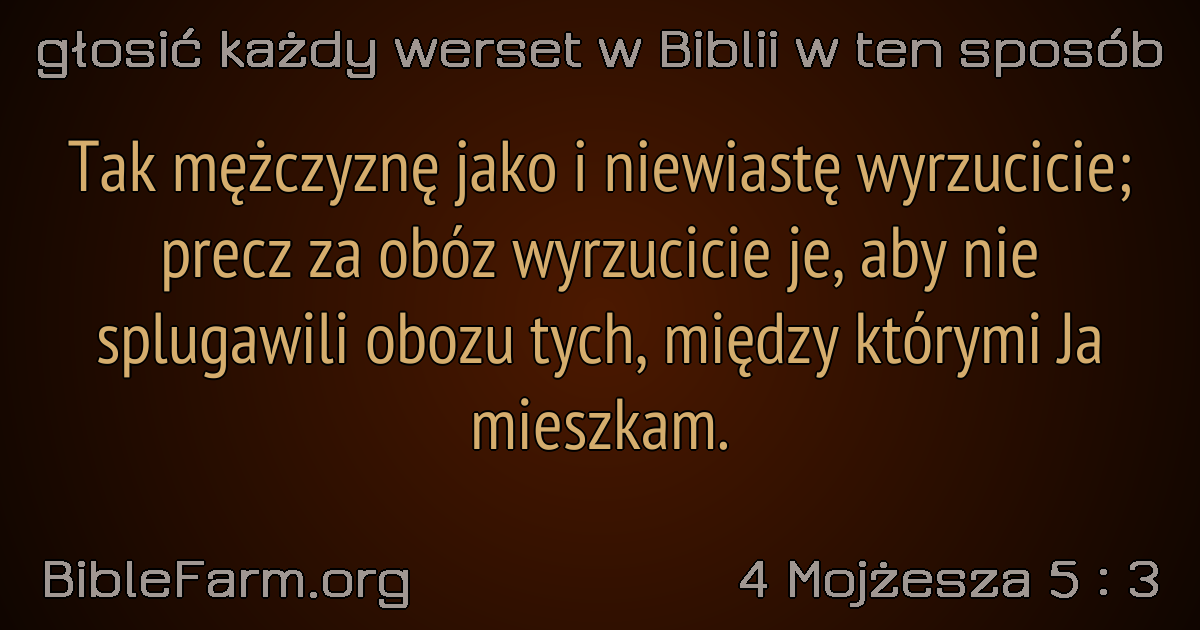 głosić każdy werset w Biblii w ten sposób
Tak mężczyznę jako i niewiastę wyrzucicie;
precz za obóz wyrzucicie je, aby nie
splugawili obozu tych, między którymi Ja
mieszkam.
BibleFarm.org
4 Mojżesza 5 : 3